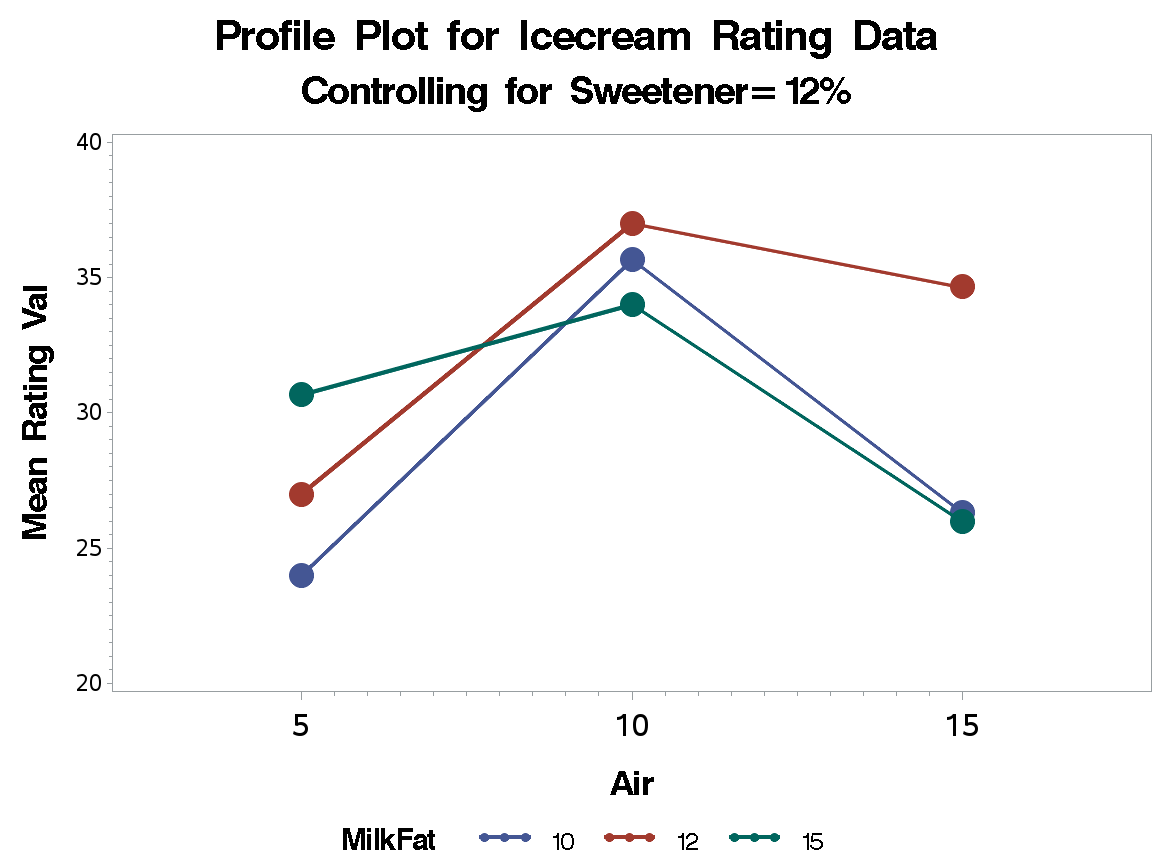 Profile Plot for Icecream Rating Data
Controlling for Sweetener= 12%
Mean Rating Val
40
35
30
25
20
5 10 15
Air
MilkFat 10 12 15